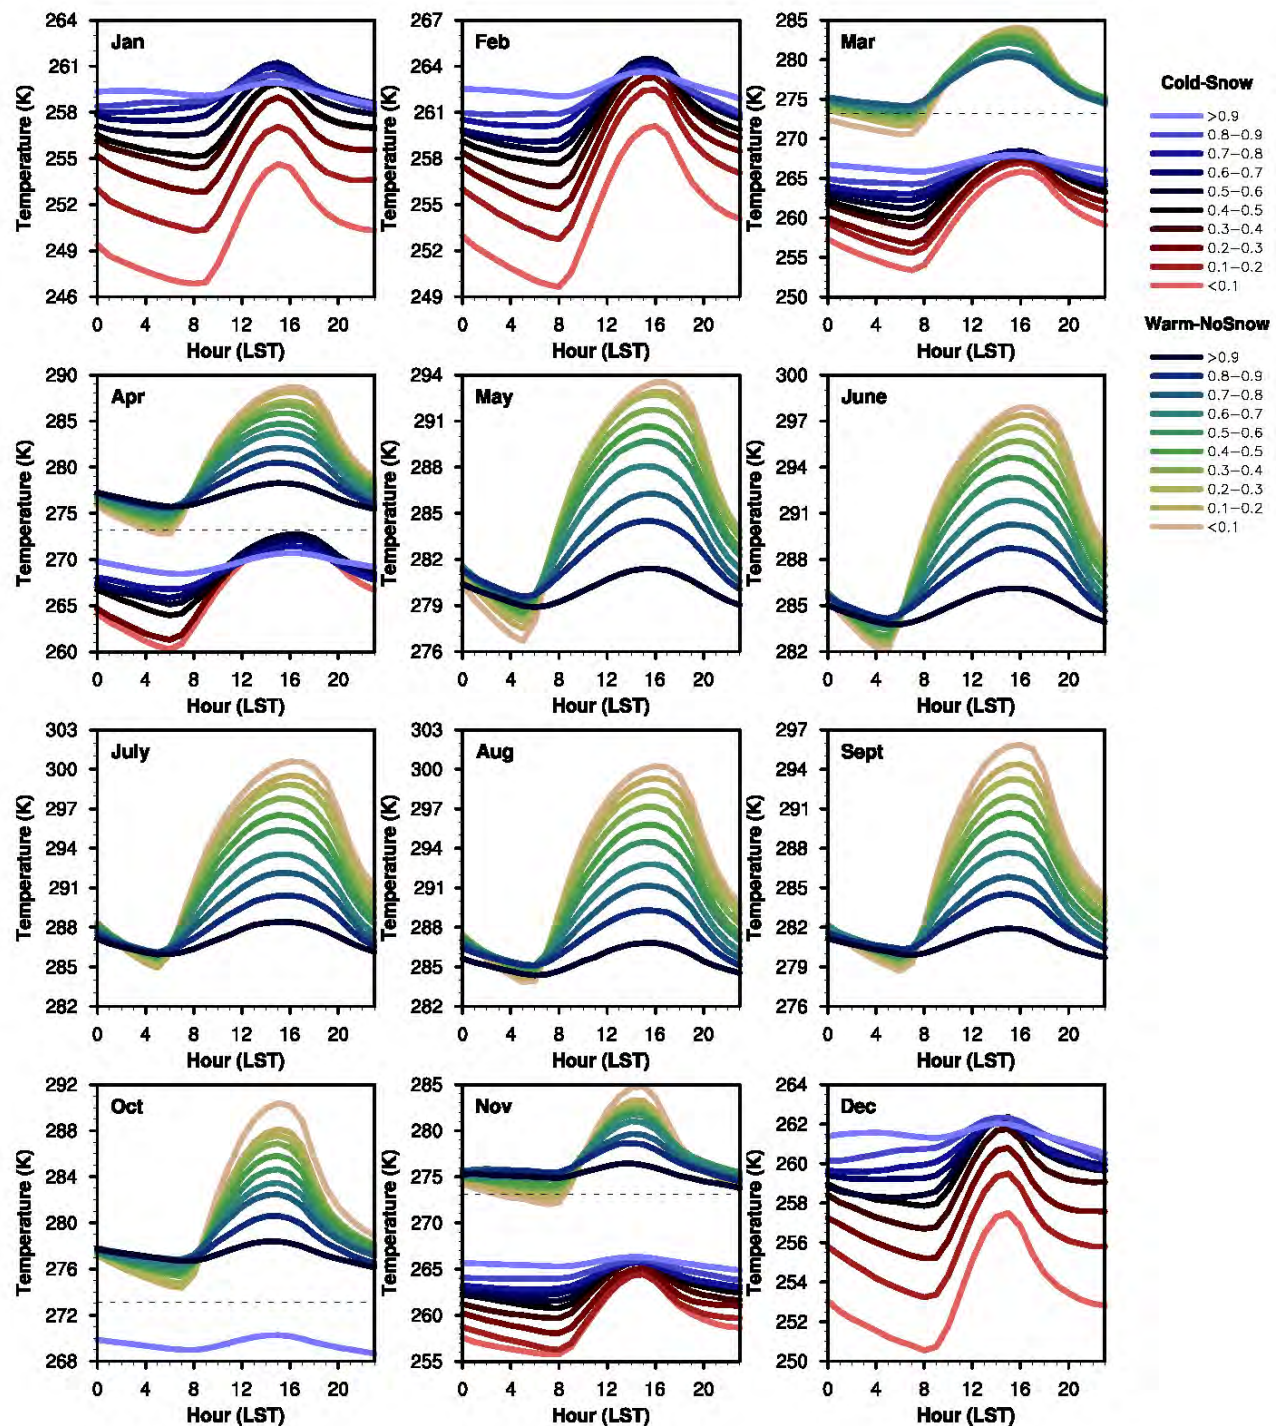 Jan
264
261
258
255
252
249
246
Temperature (K)
0 4 8 12 16 20
Hour (LST)
Feb
267
264
261
258
255
252
249
Temperature (K)
0 4 8 12 16 20
Hour (LST)
Mar
285
280
275
270
265
260
255
250
Temperature (K)
0 4 8 12 16 20
Hour (LST)
Cold-Snow
>0.9
0.8-0.9
0.7-0.8
0.6-0.7
0.5-0.6
0.4-0.5
0.3-0.4
0.2-0.3
0.1-0.2
<0.1
Warm-NoSnow
>0.9
0.8-0.9
0.7-0.8
0.6-0.7
0.5-0.6
0.4-0.5
0.3-0.4
0.2-0.3
0.1-0.2
<0.1
Apr
290
285
280
275
270
265
260
Temperature (K)
0 4 8 12 16 20
Hour (LST)
May
294
291
288
285
282
279
276
Temperature (K)
0 4 8 12 16 20
Hour (LST)
June
300
297
294
291
288
285
282
Temperature (K)
0 4 8 12 16 20
Hour (LST)
July
303
300
297
294
291
288
285
282
Temperature (K)
0 4 8 12 16 20
Hour (LST)
Aug
303
300
297
294
291
288
285
282
Temperature (K)
0 4 8 12 16 20
Hour (LST)
Sept
297
294
291
288
285
282
279
276
Temperature (K)
0 4 8 12 16 20
Hour (LST)
Oct
292
288
284
280
276
272
268
Temperature (K)
0 4 8 12 16 20
Hour (LST)
Nov
285
280
275
270
265
260
255
Temperature (K)
0 4 8 12 16 20
Hour (LST)
Dec
264
262
260
258
256
254
252
250
Temperature (K)
0 4 8 12 16 20
Hour (LST)